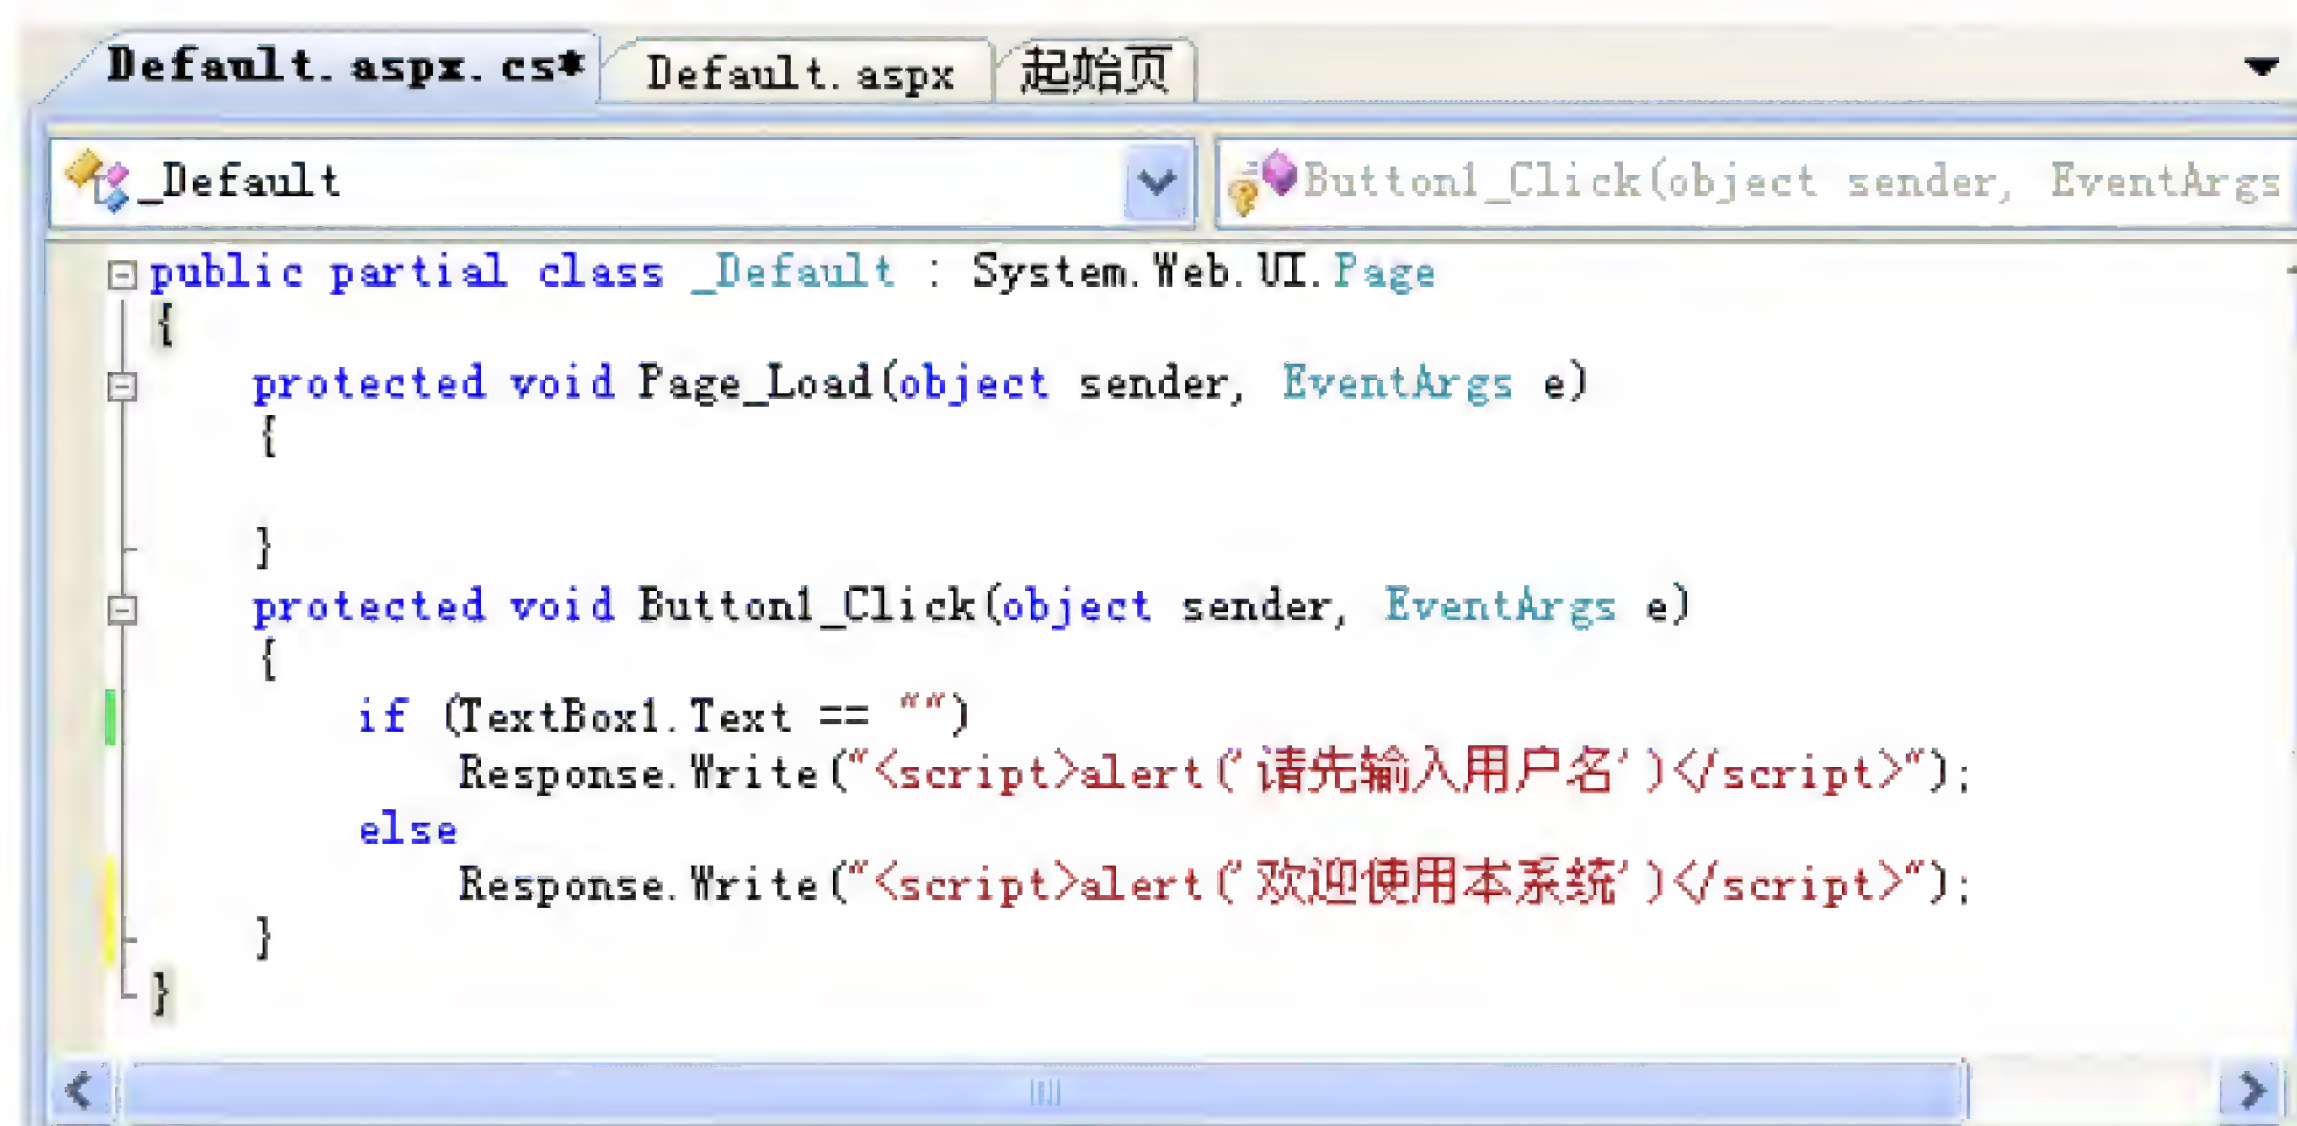 Default.aspx.cs* Default.aspx 起始页
_Default Button1_Click(object sender, EventArgs
public partial class _Default : System.Web.UI.Page
{
protected void Page_Load(object sender, EventArgs e)
{
}
protected void Button1_Click(object sender, EventArgs e)
{
if (TextBox1.Text == "")
Response.Write("<script>alert('请先输入用户名')</script>");
else
Response.Write("<script>alert('欢迎使用本系统')</script>");
}
}